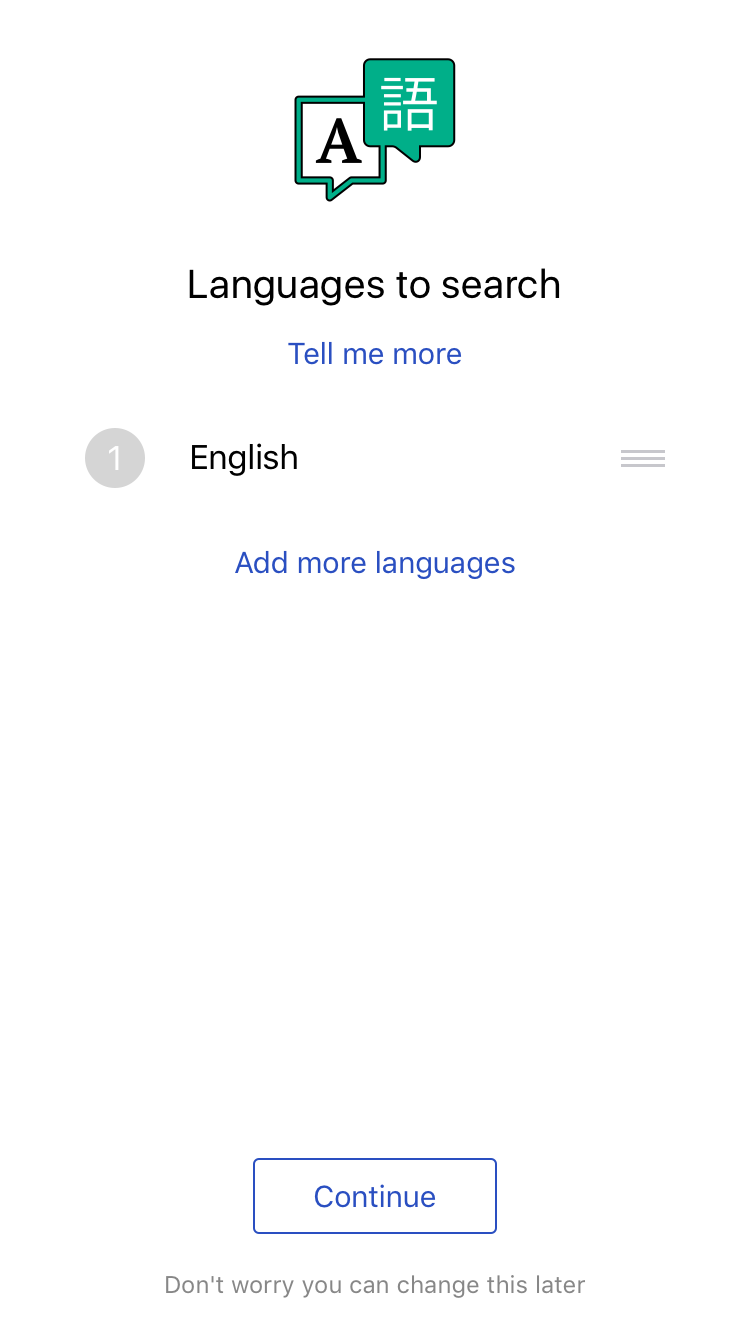 A
語
Languages to search
Tell me more
1
English
Add more languages
Continue
Don't worry you can change this later